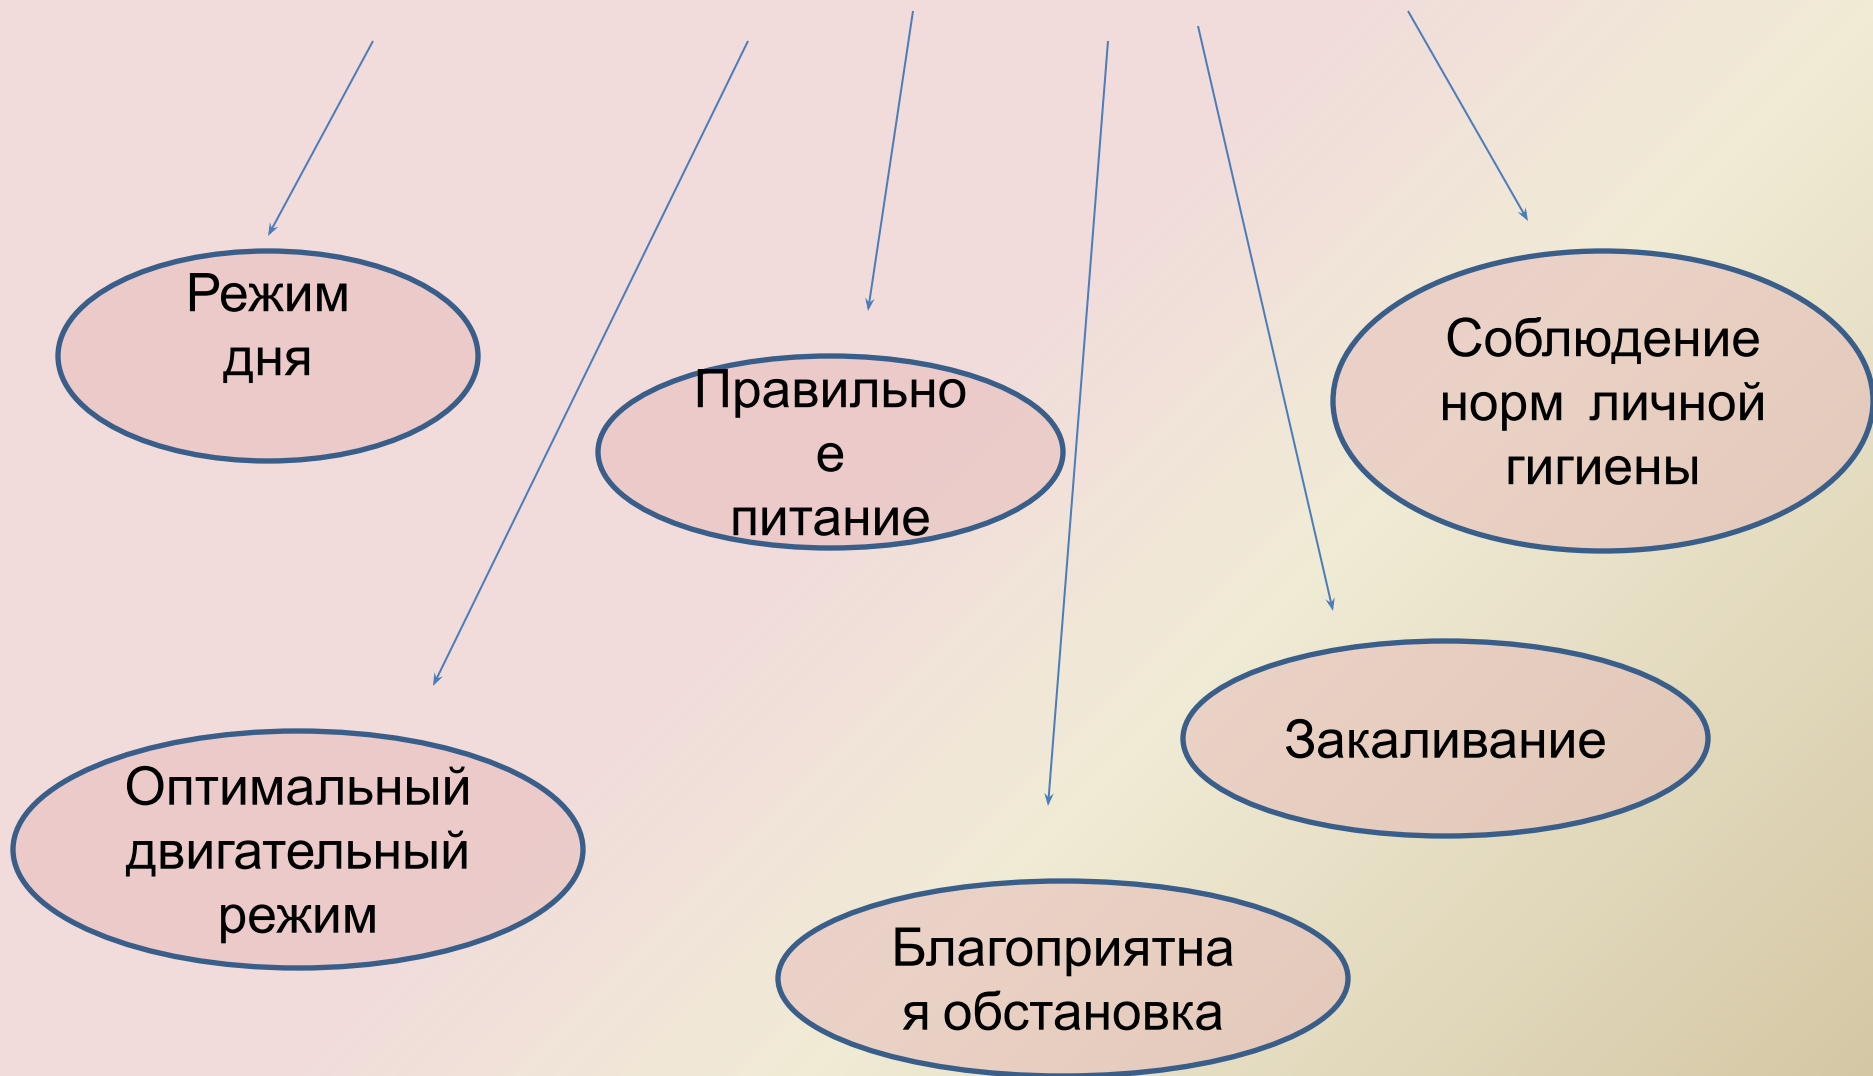 Режим
дня
Правильно
е
питание
Соблюдение
норм  личной
гигиены
Оптимальный
двигательный
режим
Закаливание
Благоприятна
я обстановка